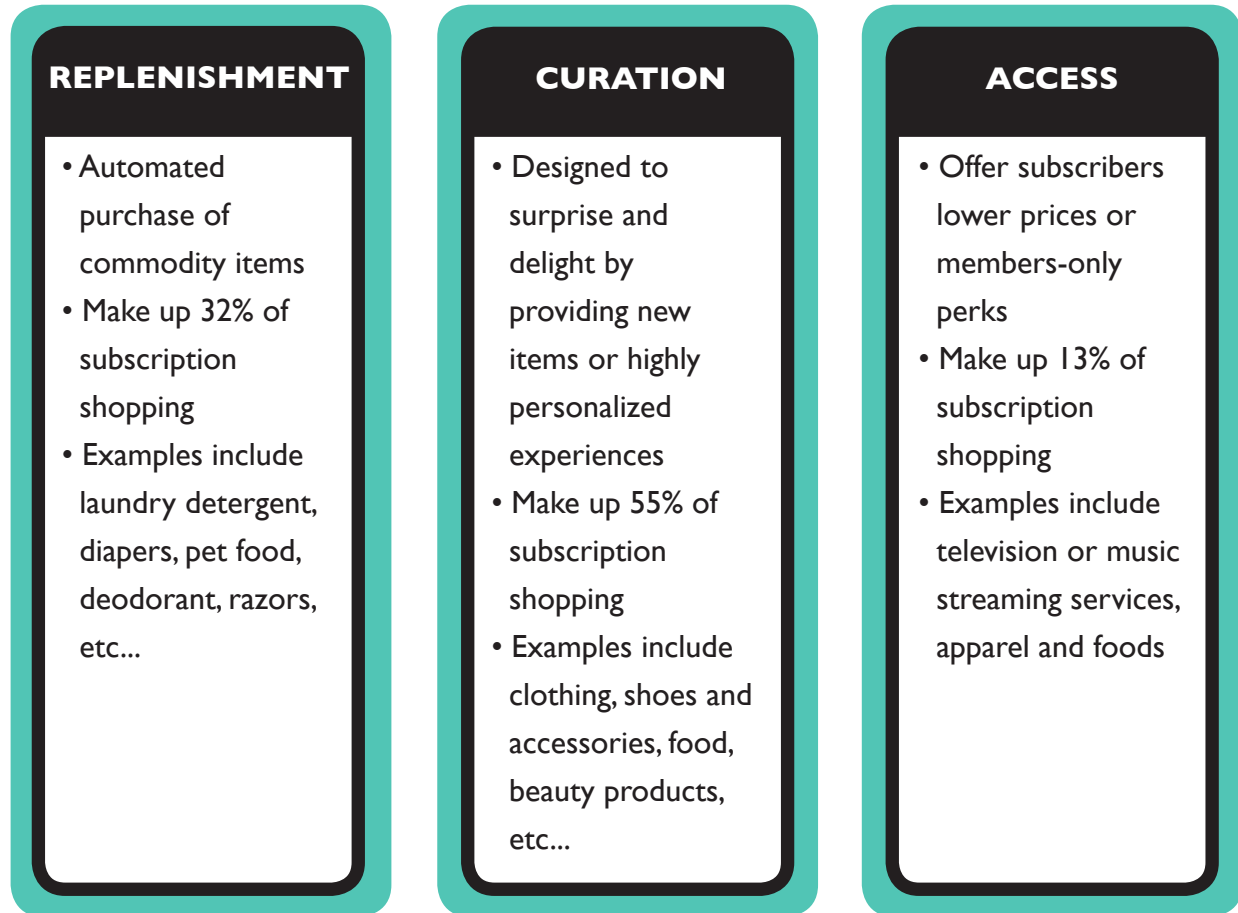 REPLENISHMENT
• Automated
purchase of
commodity items
• Make up 32% of
subscription
shopping
• Examples include
laundry detergent,
diapers, pet food,
deodorant, razors,
etc...
CURATION
• Designed to
surprise and
delight by
providing new
items or highly
personalized
experiences
• Make up 55% of
subscription
shopping
• Examples include
clothing, shoes and
accessories, food,
beauty products,
etc...
ACCESS
• Offer subscribers
lower prices or
members-only
perks
• Make up 13% of
subscription
shopping
• Examples include
television or music
streaming services,
apparel and foods